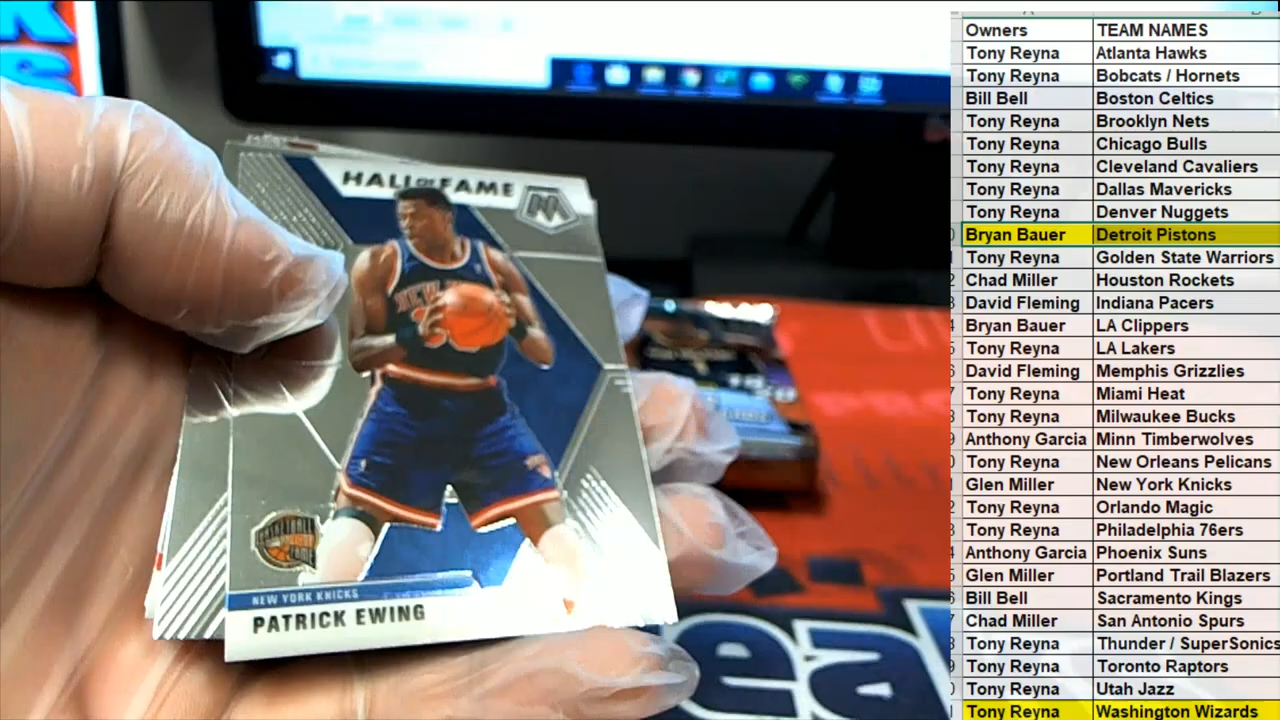 HALL OF FAME
NEW YORK KNICKS
PATRICK EWING
Owners TEAM NAMES
Tony Reyna Atlanta Hawks
Tony Reyna Bobcats / Hornets
Bill Bell Boston Celtics
Tony Reyna Brooklyn Nets
Tony Reyna Chicago Bulls
Tony Reyna Cleveland Cavaliers
Tony Reyna Dallas Mavericks
Tony Reyna Denver Nuggets
Bryan Bauer Detroit Pistons
Tony Reyna Golden State Warriors
Chad Miller Houston Rockets
David Fleming Indiana Pacers
Bryan Bauer LA Clippers
Tony Reyna LA Lakers
David Fleming Memphis Grizzlies
Tony Reyna Miami Heat
Tony Reyna Milwaukee Bucks
Anthony Garcia Minn Timberwolves
Tony Reyna New Orleans Pelicans
Glen Miller New York Knicks
Tony Reyna Orlando Magic
Tony Reyna Philadelphia 76ers
Anthony Garcia Phoenix Suns
Glen Miller Portland Trail Blazers
Bill Bell Sacramento Kings
Chad Miller San Antonio Spurs
Tony Reyna Thunder / SuperSonics
Tony Reyna Toronto Raptors
Tony Reyna Utah Jazz
Tony Reyna Washington Wizards